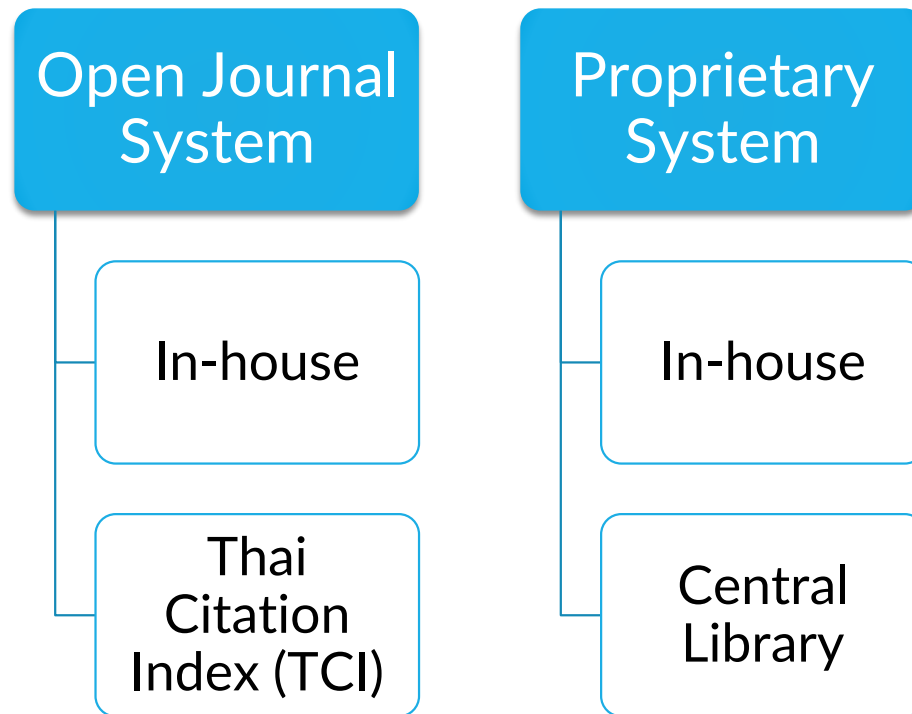 Open Journal
System
In-house
Thai
Citation
Index (TCI)
Proprietary
System
In-house
Central
Library